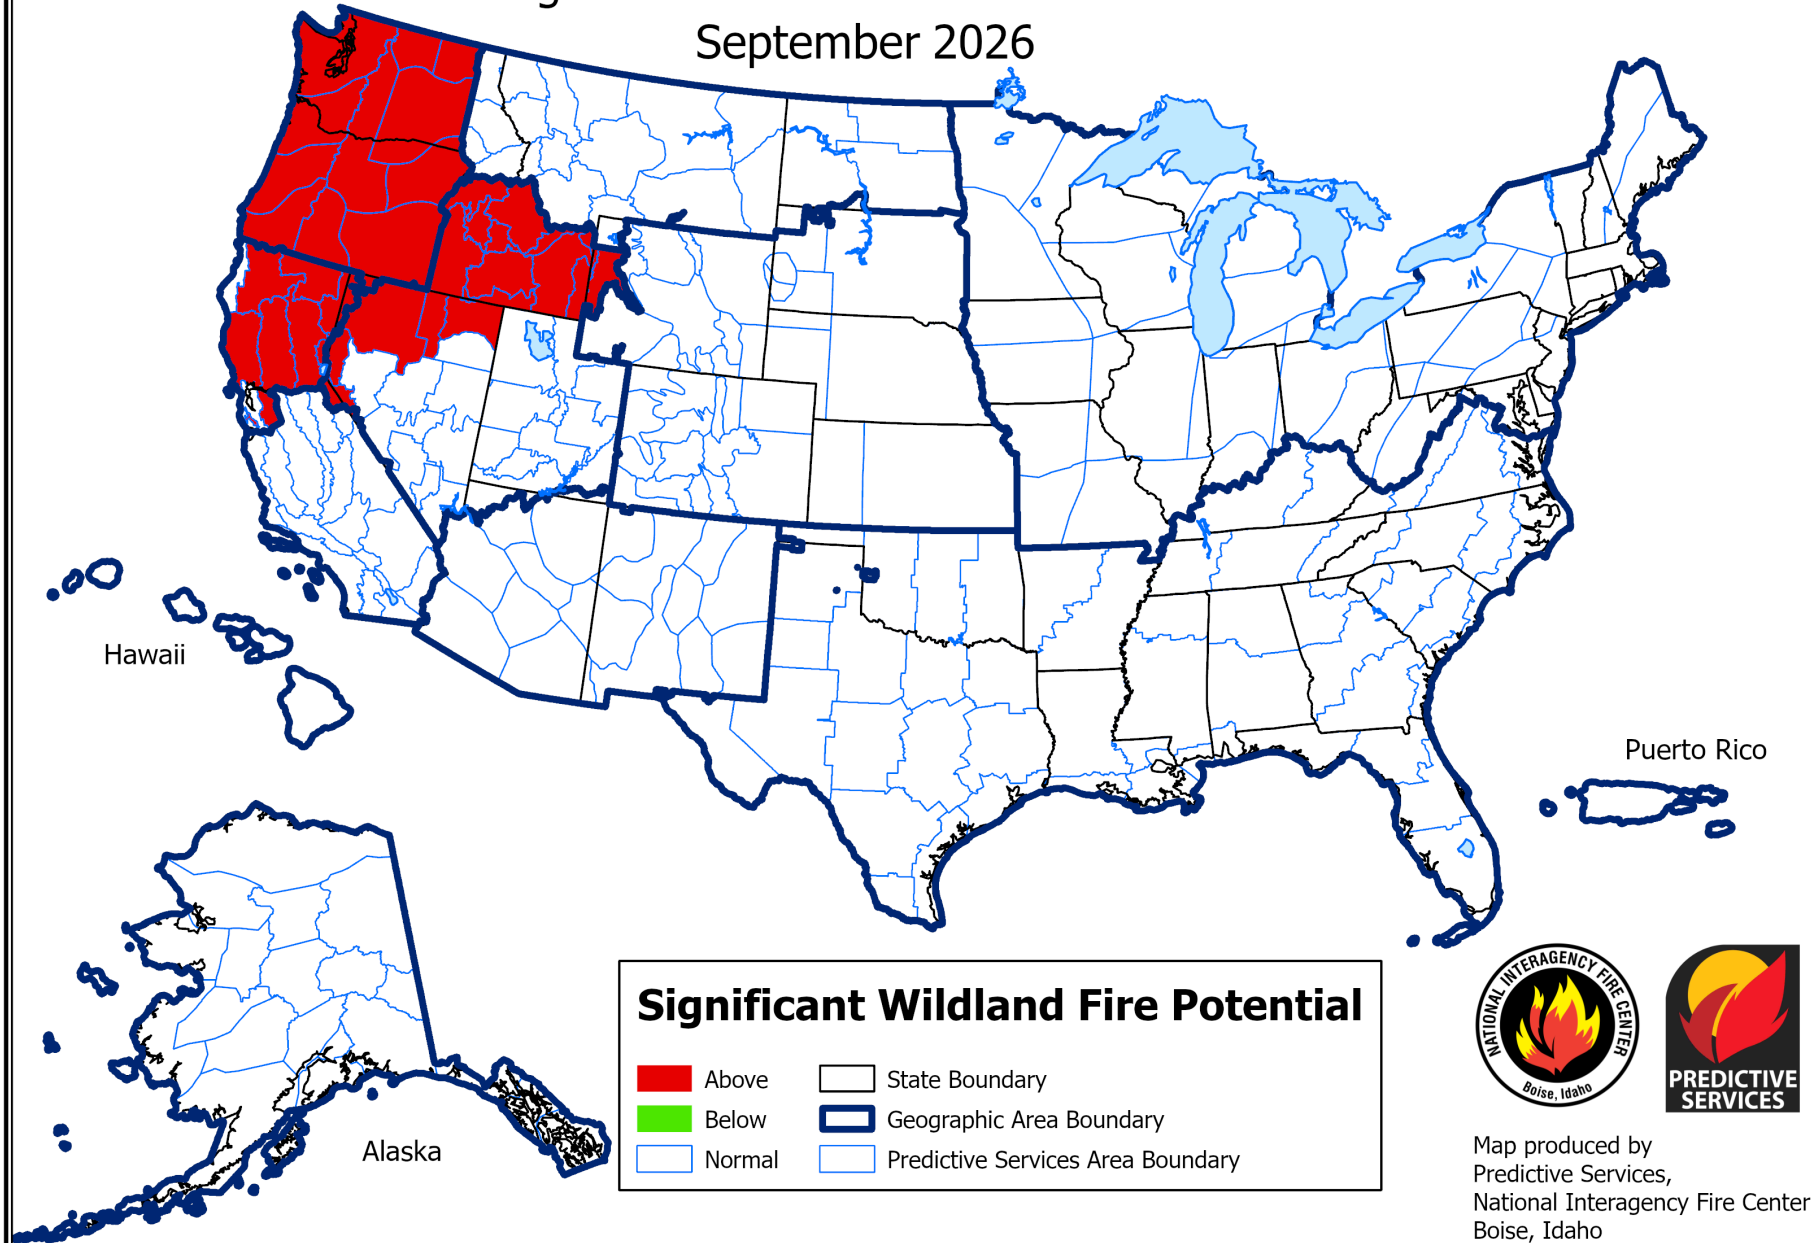 September 2026
Hawaii
Puerto Rico
Alaska
Significant Wildland Fire Potential
Above
Below
Normal
State Boundary
Geographic Area Boundary
Predictive Services Area Boundary
NATIONAL INTERAGENCY FIRE CENTER
Boise, Idaho
PREDICTIVE
SERVICES
Map produced by
Predictive Services,
National Interagency Fire Center
Boise, Idaho